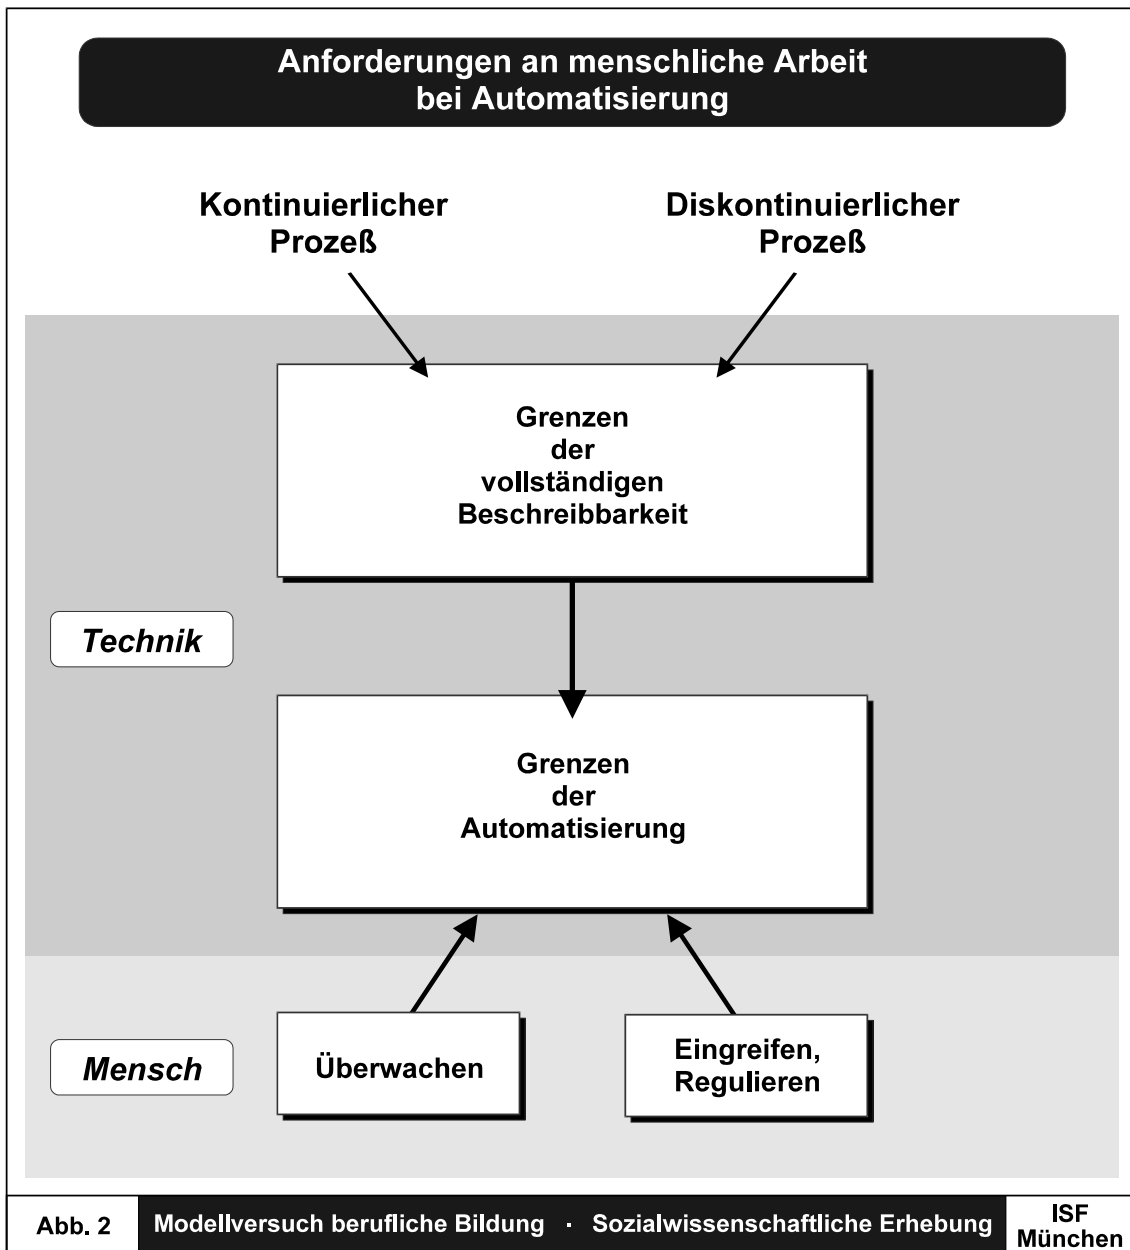 Anforderungen an menschliche Arbeit
bei Automatisierung
Kontinuierlicher
Prozeß
Diskontinuierlicher
Prozeß
Grenzen
der
vollständigen
Beschreibbarkeit
Technik
Grenzen
der
Automatisierung
Mensch
Überwachen
Eingreifen,
Regulieren
Abb. 2
Modellversuch berufliche Bildung · Sozialwissenschaftliche Erhebung
ISF
München